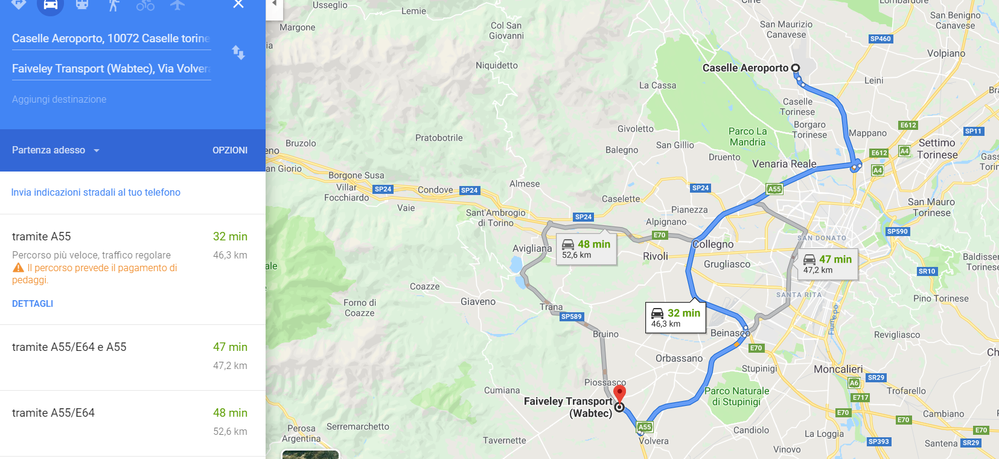 Caselle Aeroporto, 10072 Caselle torine
Faiveley Transport (Wabtec), Via Volvera
Aggiungi destinazione
Partenza adesso
OPZIONI
Invia indicazioni stradali al tuo telefono
tramite A55
32 min
Percorso più veloce, traffico regolare
46,3 km
Il percorso prevede il pagamento di
pedaggi.
DETTAGLI
tramite A55/E64 e A55
47 min
47,2 km
tramite A55/E64
48 min
52,6 km
Usseglio
Lemie
Margone
Col San
Giovanni
Niquidetto
La Cassa
San Maurizio
Canavese
Lombardore
San Benigno
Canavese
SP460
Volpiano
Caselle Aeroporto
Leini
Caselle
Torinese
Borgaro
Torinese
Mappano
E612
SP11
Givoletto
Parco La
Mandria
Pratobotrile
Bruzolo
Balegno
San Gillio
Druento
Venaria Reale
E612
A4
A4
Settimo
Torinese
eno
an Giorio
Borgone Susa
Villar
Focchiardo
SP24
Condove
SP24
Almese
Vaie
Caselette
SP24
A55
San Mauro
Torinese
Sant'Ambrogio
di Torino
SP24
Pianezza
Alpignano
E70
SP590
SAN DONATO
Avigliana
48 min
52,6 km
Rivoli
Collegno
Grugliasco
47 min
47,2 km
SR10
ale
Coazze
Giaveno
Forno di
Coazze
Trana
SP589
SANTA RITA
Pino Torinese
32 min
46,3 km
Fiume Po
Bruino
Beinasco
E70
Revigliasco
Orbassano
Stupinigi
Moncalieri
SR29
A6
Trofarello
E717
Piossasco
Cumiana
Faiveley Transport
(Wabtec)
Parco Naturale
di Stupinigi
E70
E70
Cambiano
E70
Perosa
Argentina
Serremarchetto
Tavernette
A55
Volvera
Candiolo
La Loggia
SP393
Santena
SR29
Vinovo